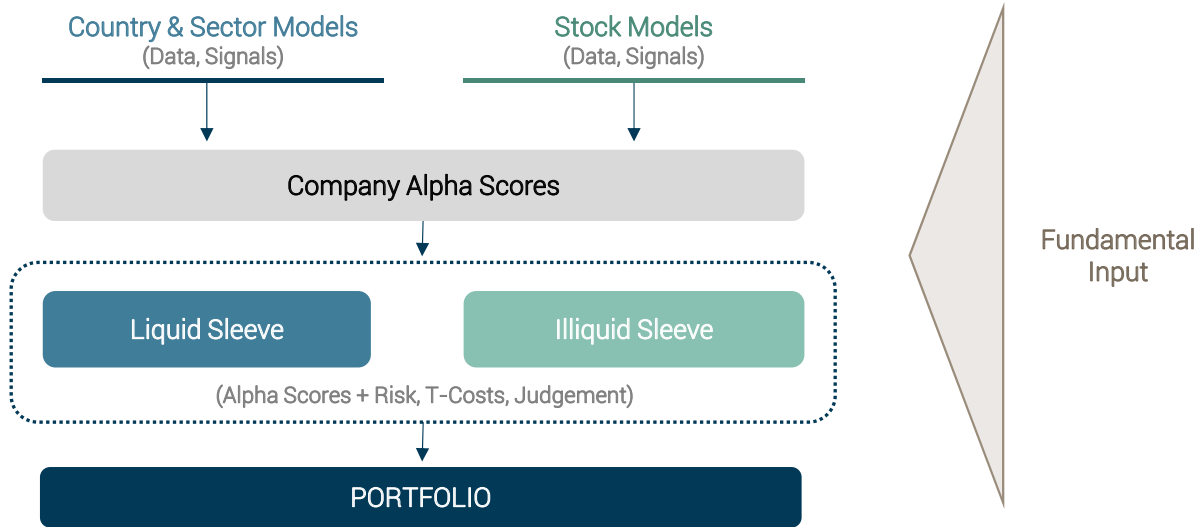 Country & Sector Models
(Data, Signals)
Stock Models
(Data, Signals)
Company Alpha Scores
Liquid Sleeve
Illiquid Sleeve
(Alpha Scores + Risk, T-Costs, Judgement)
PORTFOLIO
Fundamental
Input